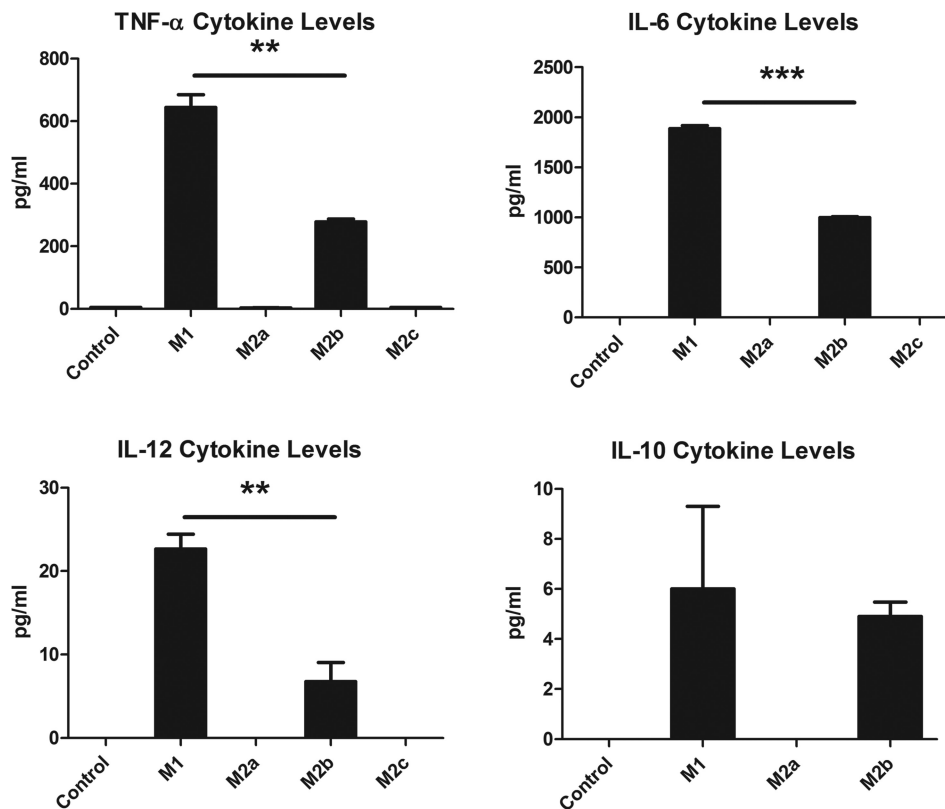 TNF-α Cytokine Levels
**
800
600
400
200
0
pg/ml
Control
M1
M2a
M2b
M2c
IL-6 Cytokine Levels
***
2500
2000
1500
1000
500
0
pg/ml
Control
M1
M2a
M2b
M2c
IL-12 Cytokine Levels
**
30
20
10
0
pg/ml
Control
M1
M2a
M2b
M2c
IL-10 Cytokine Levels
10
8
6
4
2
0
pg/ml
Control
M1
M2a
M2b